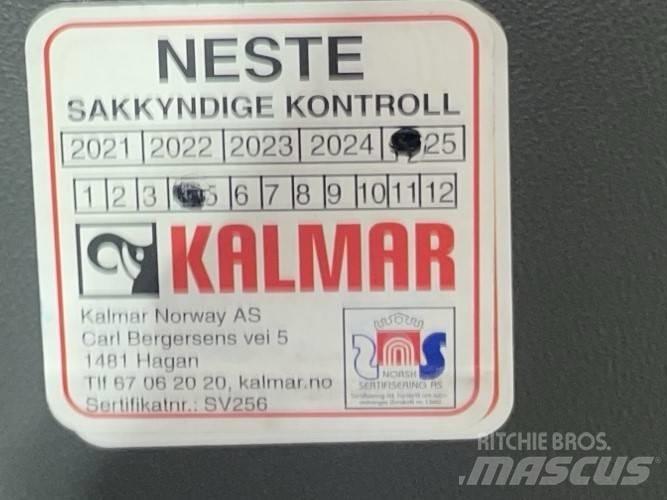 NESTE
SAKKYNDIGE KONTROLL
2021 2022 2023 2024 25
1 2 3 5 6 7 8 9 10 11 12
KALMAR
Kalmar Norway AS
Carl Bergersens vei 5
1481 Hagan
Tlf 67 06 20 20, kalmar.no
Sertifikatnr.: SV256
NORSK
SERTIFISERING AS
RITCHIE BROS.
MASCUS